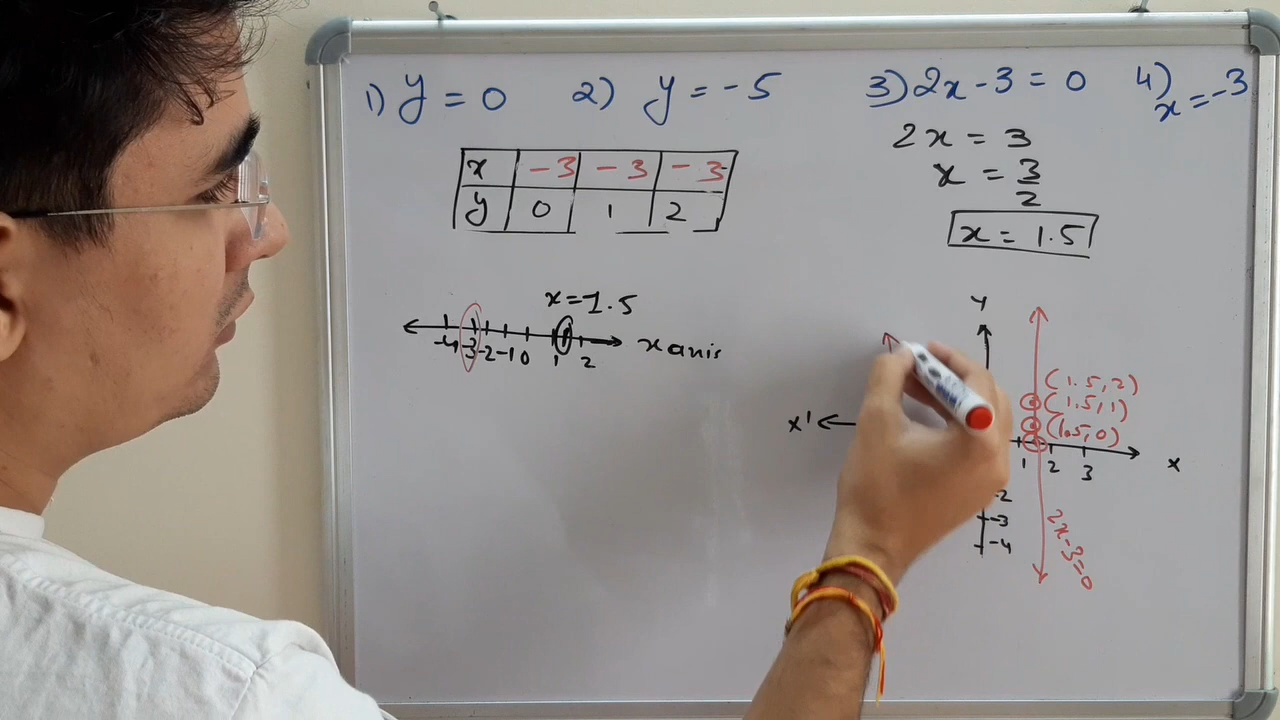 1) y = 0 2) y = -5 3) 2x - 3 = 0 4) x = -3
2x = 3
x = 3/2
x = 1.5
x -3 -3 -3
y 0 1 2
x = 1.5
-4 -3 -2 -1 0 1 2 x axis
y
(1.5, 2)
(1.5, 1)
(1.5, 0)
x'
x
1 2 3
-2
-3
-4
2x-3=0